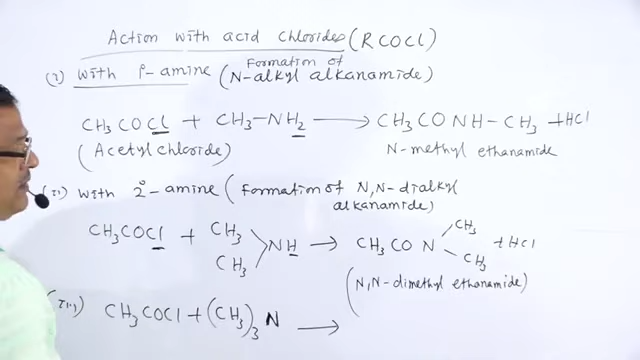 Action with acid chlorides (RCOCl)
(i) With 1°-amine (Formation of N-alkyl alkanamide)
CH₃COCl + CH₃-NH₂ ⟶ CH₃CONH-CH₃ + HCl
(Acetyl chloride) N-methyl ethanamide
(ii) With 2°-amine (Formation of N,N-dialkyl
alkanamide)
CH₃COCl + CH₃ CH₃ > NH ⟶ CH₃CO N < CH₃ CH₃ + HCl
(N,N-dimethyl ethanamide)
(iii) CH₃COCl + (CH₃)₃N ⟶